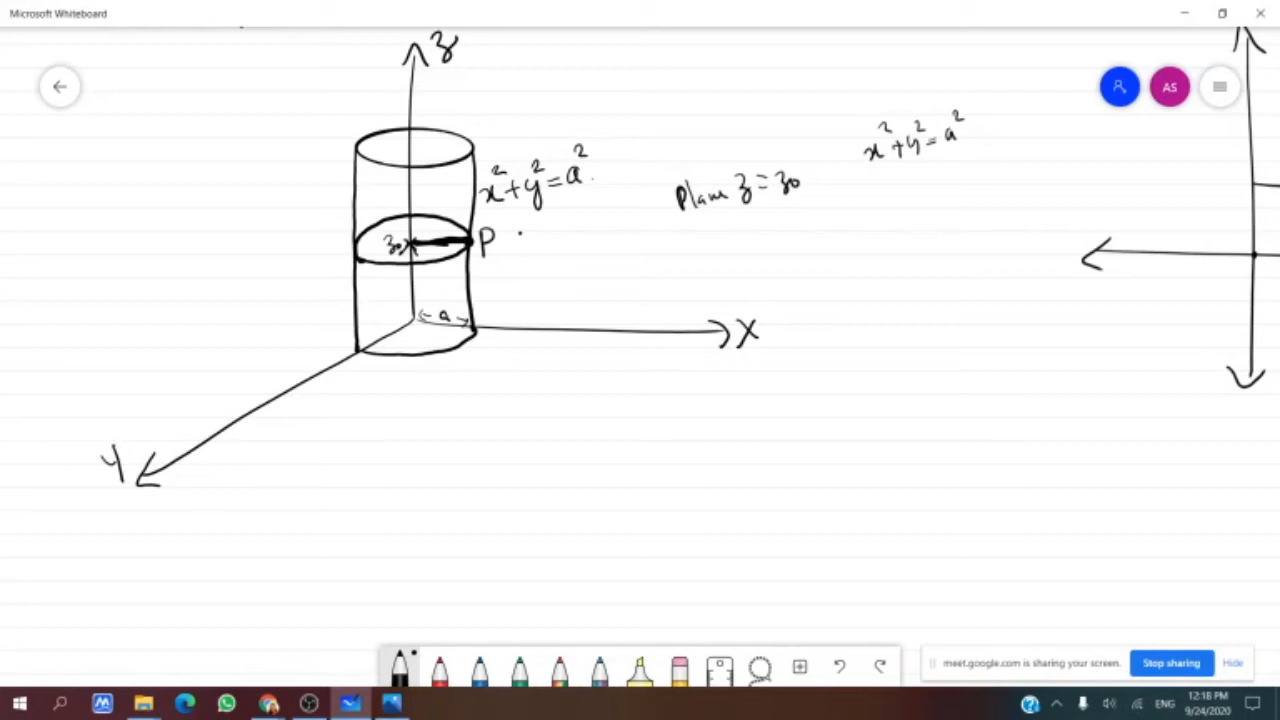 Microsoft Whiteboard
z
AS
x²+y²=a²
x²+y²=a².
Plane z=z₀
z₀
P
a
X
Y
meet.google.com is sharing your screen.
Stop sharing
Hide
ENG
12:18 PM
9/24/2020